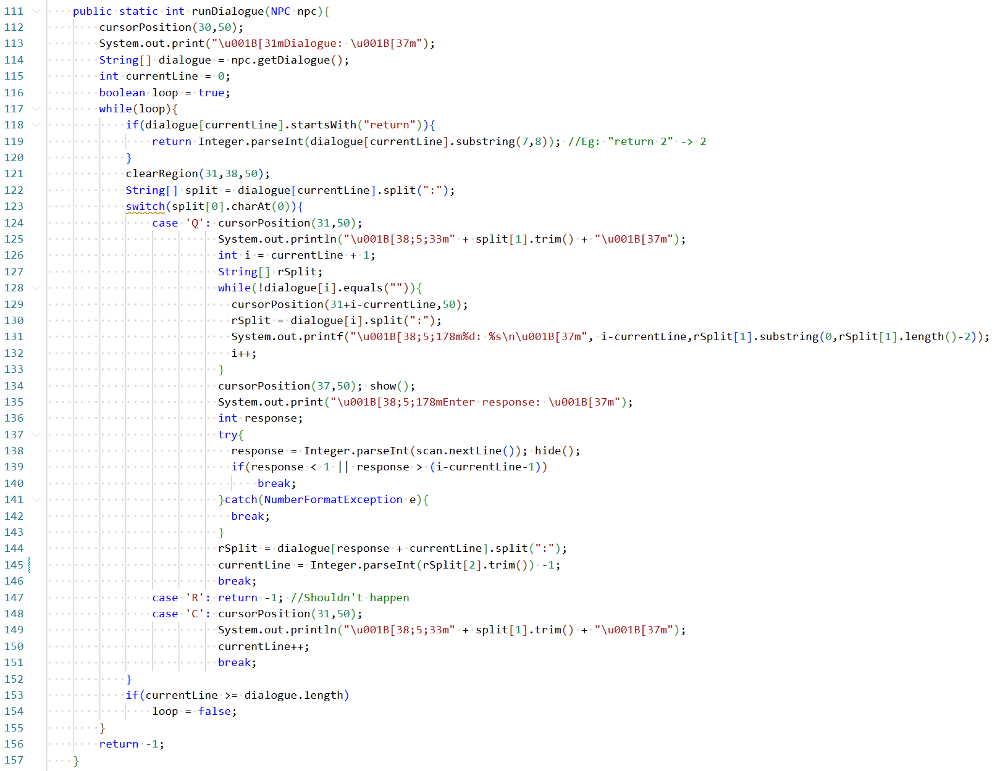 111 public static int runDialogue(NPC npc){
112 cursorPosition(30,50);
113 System.out.print("\u001B[31mDialogue: \u001B[37m");
114 String[] dialogue = npc.getDialogue();
115 int currentLine = 0;
116 boolean loop = true;
117 while(loop){
118 if(dialogue[currentLine].startsWith("return")){
119 return Integer.parseInt(dialogue[currentLine].substring(7,8)); //Eg: "return 2" -> 2
120 }
121 clearRegion(31,38,50);
122 String[] split = dialogue[currentLine].split(":");
123 switch(split[0].charAt(0)){
124 case 'Q': cursorPosition(31,50);
125 System.out.println("\u001B[38;5;33m" + split[1].trim() + "\u001B[37m");
126 int i = currentLine + 1;
127 String[] rSplit;
128 while(!dialogue[i].equals("")){
129 cursorPosition(31+i-currentLine,50);
130 rSplit = dialogue[i].split(":");
131 System.out.printf("\u001B[38;5;178m%d: %s\n\u001B[37m", i-currentLine,rSplit[1].substring(0,rSplit[1].length()-2));
132 i++;
133 }
134 cursorPosition(37,50); show();
135 System.out.print("\u001B[38;5;178mEnter response: \u001B[37m");
136 int response;
137 try{
138 response = Integer.parseInt(scan.nextLine()); hide();
139 if(response < 1 || response > (i-currentLine-1))
140 break;
141 }catch(NumberFormatException e){
142 break;
143 }
144 rSplit = dialogue[response + currentLine].split(":");
145 currentLine = Integer.parseInt(rSplit[2].trim()) -1;
146 break;
147 case 'R': return -1; //Shouldn't happen
148 case 'C': cursorPosition(31,50);
149 System.out.println("\u001B[38;5;33m" + split[1].trim() + "\u001B[37m");
150 currentLine++;
151 break;
152 }
153 if(currentLine >= dialogue.length)
154 loop = false;
155 }
156 return -1;
157 }